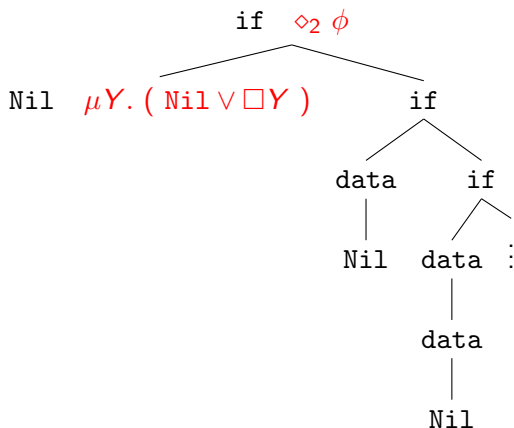 if ⋄₂ ϕ
Nil μY. ( Nil ∨ □Y ) if
data if
Nil data ⋮
data
Nil